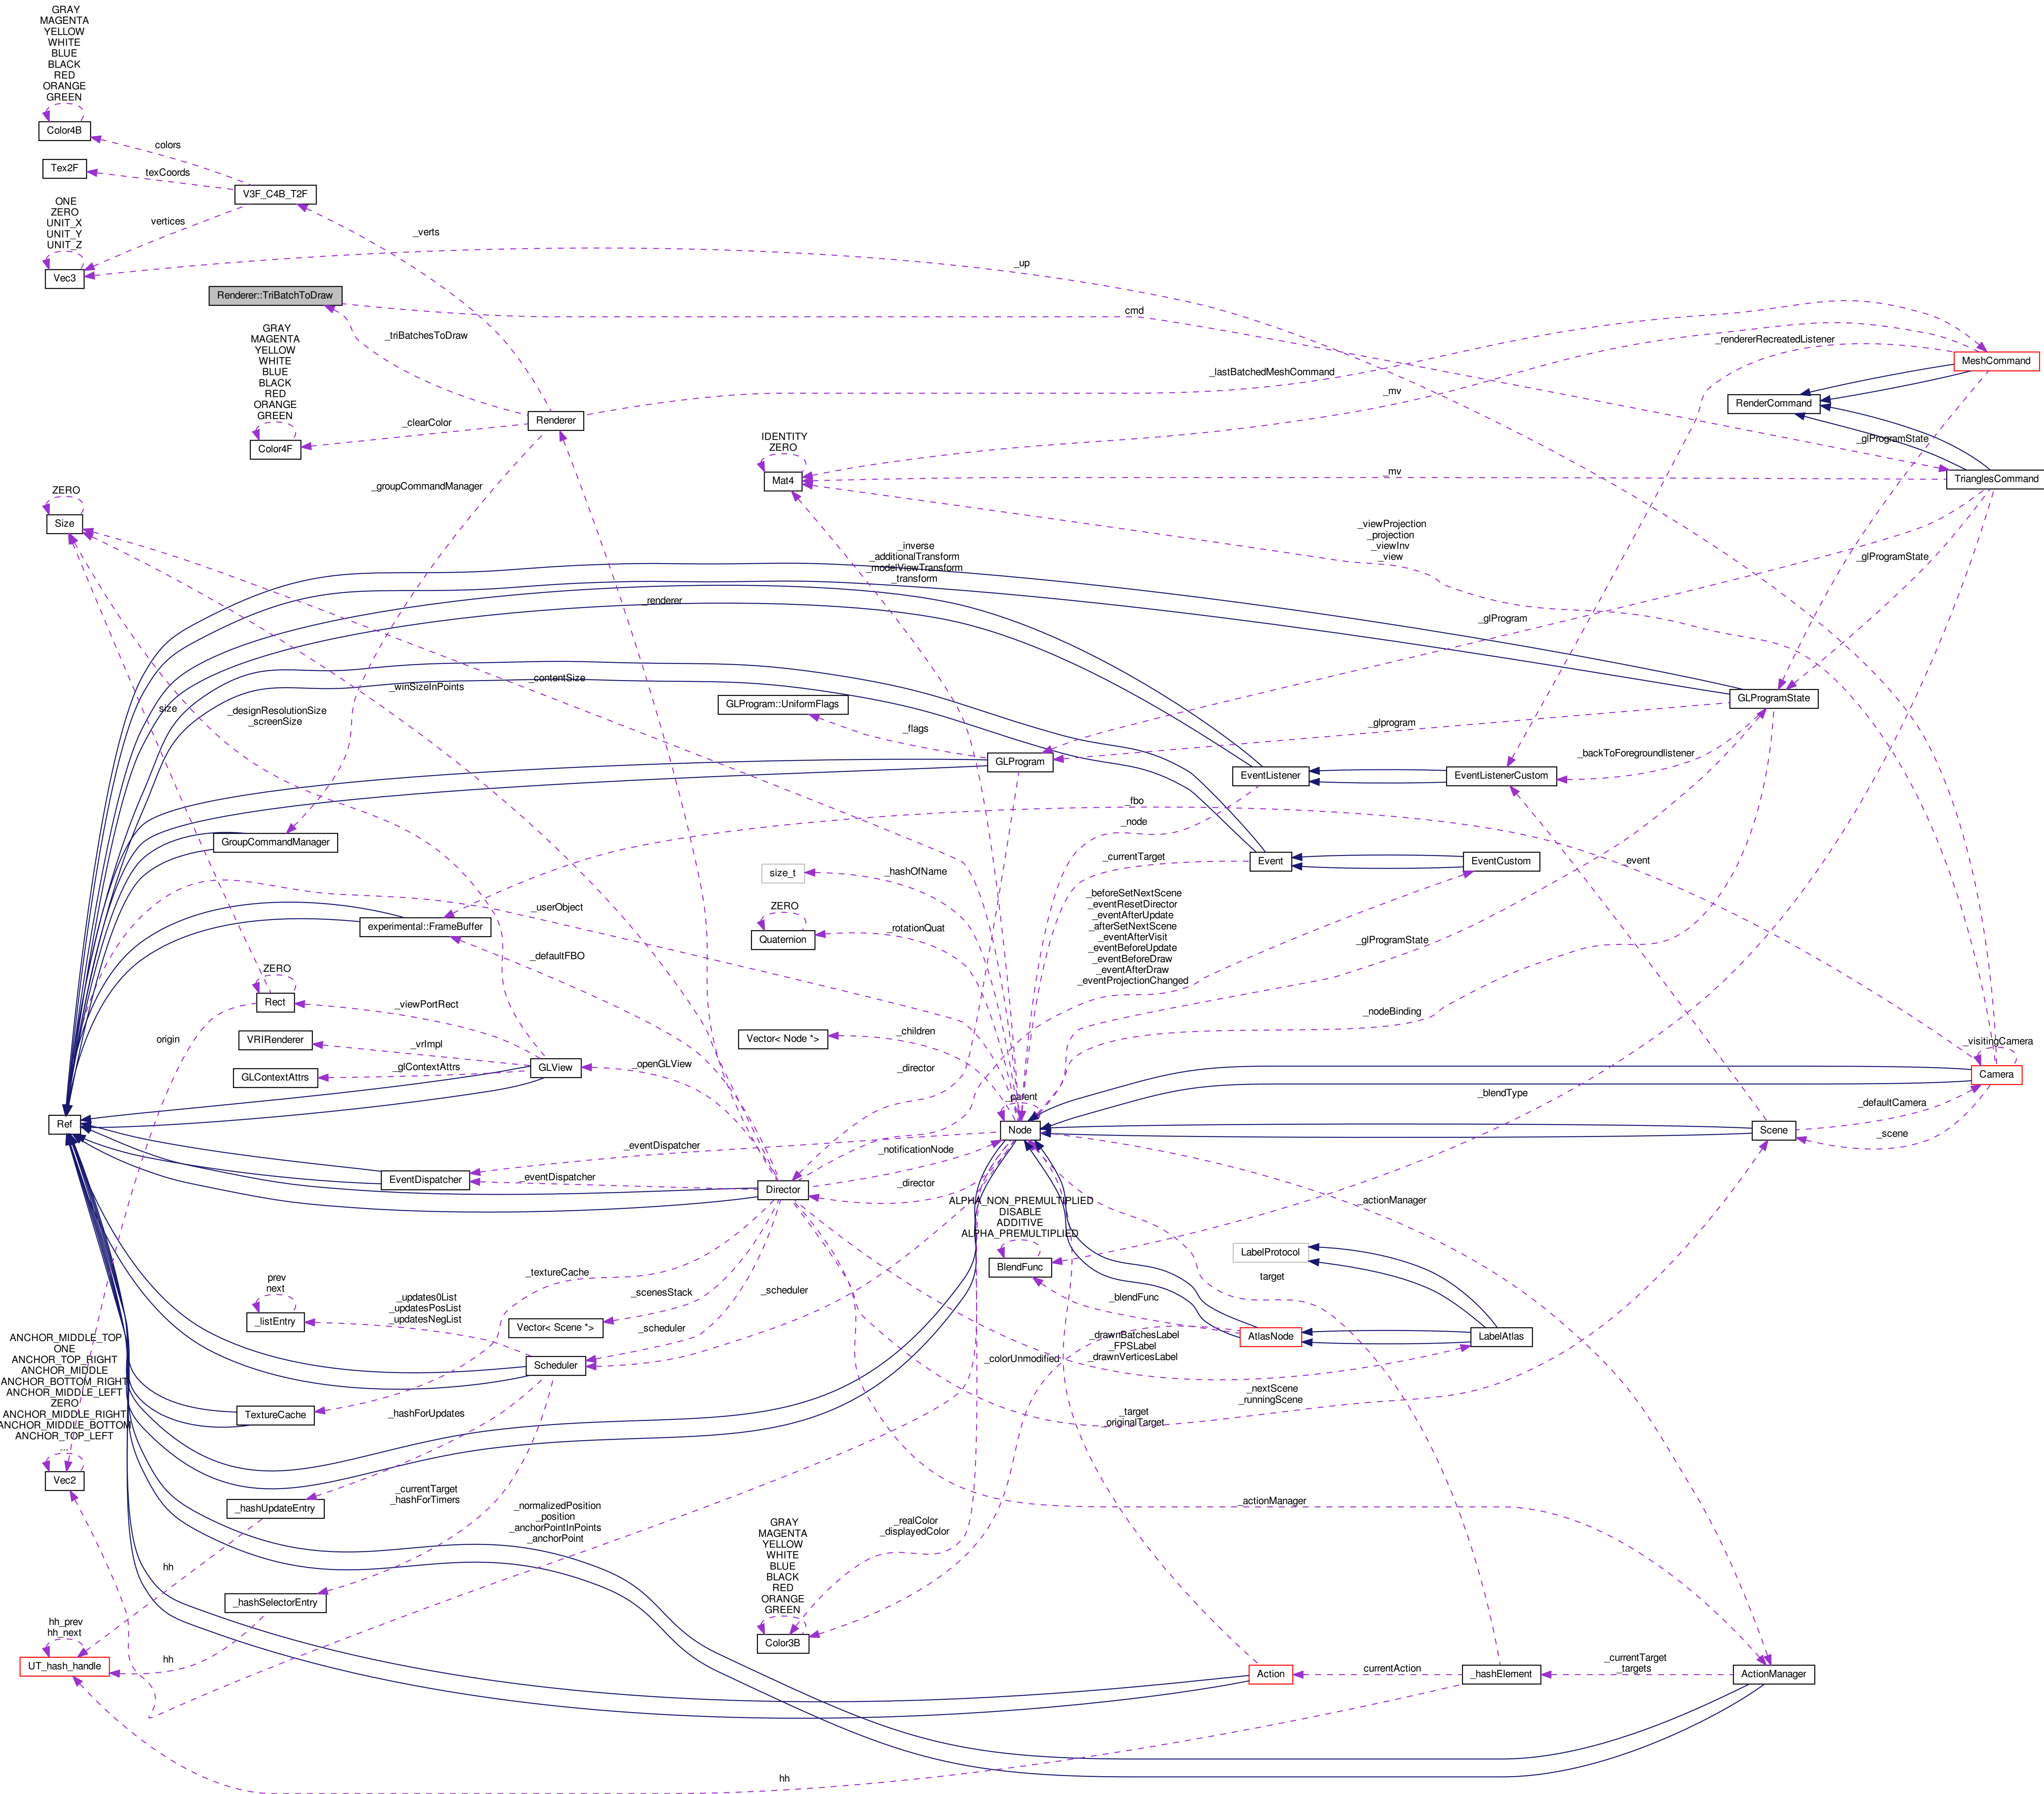 GRAY
MAGENTA
YELLOW
WHITE
BLUE
BLACK
RED
ORANGE
GREEN
Color4B
colors
Tex2F
texCoords
V3F_C4B_T2F
ONE
ZERO
UNIT_X
UNIT_Y
UNIT_Z
vertices
_verts
Vec3
_up
Renderer::TriBatchToDraw
cmd
GRAY
MAGENTA
YELLOW
WHITE
BLUE
BLACK
RED
ORANGE
GREEN
_triBatchesToDraw
_rendererRecreatedListener
MeshCommand
_lastBatchedMeshCommand
_mv
RenderCommand
Renderer
_clearColor
Color4F
IDENTITY
ZERO
Mat4
_glProgramState
_mv
TrianglesCommand
_groupCommandManager
ZERO
Size
_viewProjection
_projection
_viewInv
_view
_inverse
_additionalTransform
_modelViewTransform
_transform
_glProgramState
_renderer
_glProgram
_contentSize
_winSizeInPoints
size
_designResolutionSize
_screenSize
GLProgram::UniformFlags
GLProgramState
_flags
_glprogram
GLProgram
_backToForegroundlistener
EventListener
EventListenerCustom
_fbo
_node
GroupCommandManager
_currentTarget
Event
EventCustom
_event
size_t
_hashOfName
_userObject
_beforeSetNextScene
_eventResetDirector
_eventAfterUpdate
_afterSetNextScene
_eventAfterVisit
_eventBeforeUpdate
_eventBeforeDraw
_eventAfterDraw
_eventProjectionChanged
ZERO
Quaternion
_rotationQuat
experimental::FrameBuffer
_glProgramState
_defaultFBO
ZERO
Rect
_viewPortRect
_nodeBinding
origin
VRIRenderer
_vrImpl
Vector< Node *>
_children
_visitingCamera
GLContextAttrs
_glContextAttrs
GLView
_openGLView
_director
Camera
_parent
_blendType
_defaultCamera
Ref
Node
Scene
_scene
_eventDispatcher
_notificationNode
EventDispatcher
_eventDispatcher
Director
_director
ALPHA_NON_PREMULTIPLIED
DISABLE
ADDITIVE
ALPHA_PREMULTIPLIED
_actionManager
LabelProtocol
BlendFunc
target
_textureCache
prev
next
_listEntry
_updates0List
_updatesPosList
_updatesNegList
_scenesStack
_scheduler
_blendFunc
Vector< Scene *>
_scheduler
AtlasNode
LabelAtlas
_drawnBatchesLabel
_FPSLabel
_drawnVerticesLabel
ANCHOR_MIDDLE_TOP
ONE
ANCHOR_TOP_RIGHT
ANCHOR_MIDDLE
ANCHOR_BOTTOM_RIGHT
ANCHOR_MIDDLE_LEFT
ZERO
ANCHOR_MIDDLE_RIGHT
ANCHOR_MIDDLE_BOTTOM
ANCHOR_TOP_LEFT
...
Vec2
Scheduler
_colorUnmodified
_nextScene
_runningScene
TextureCache
_hashForUpdates
_target
_originalTarget
_currentTarget
_hashForTimers
_hashUpdateEntry
_normalizedPosition
_position
_anchorPointInPoints
_anchorPoint
_actionManager
GRAY
MAGENTA
YELLOW
WHITE
BLUE
BLACK
RED
ORANGE
GREEN
_realColor
_displayedColor
hh
_hashSelectorEntry
hh_prev
hh_next
UT_hash_handle
hh
Color3B
Action
currentAction
_hashElement
_currentTarget
_targets
ActionManager
hh